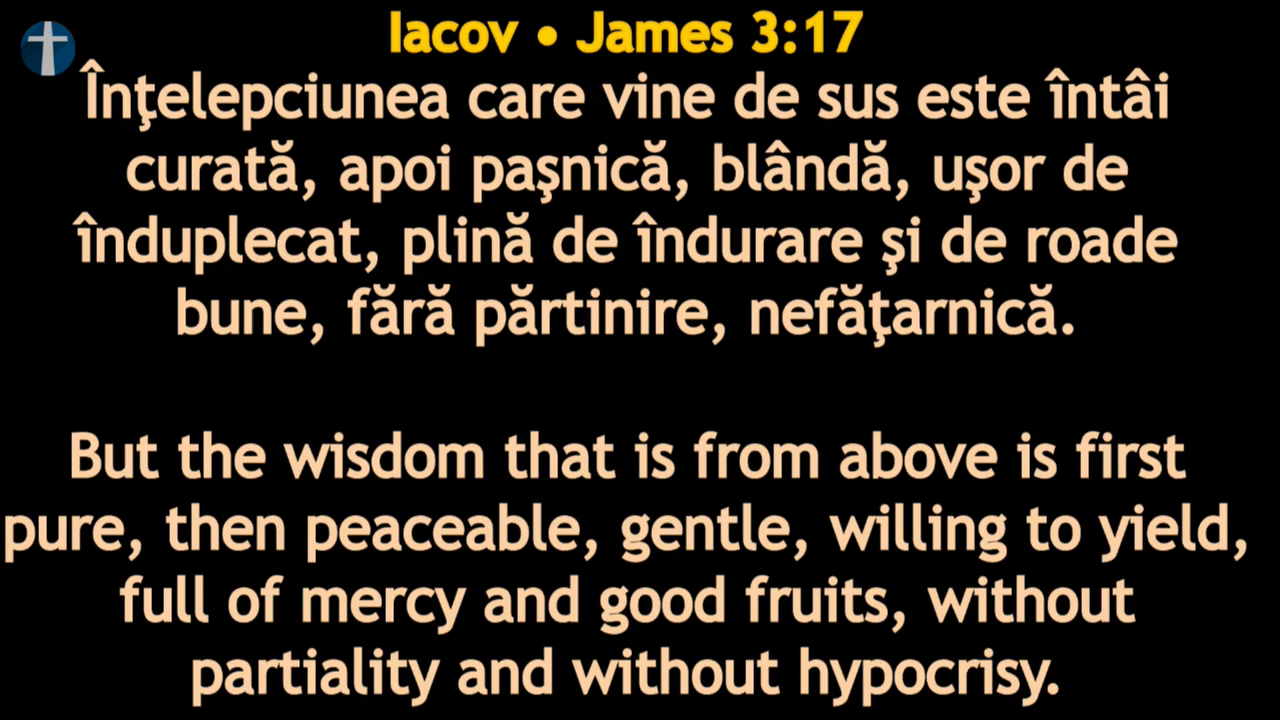 Iacov • James 3:17
Înţelepciunea care vine de sus este întâi
curată, apoi paşnică, blândă, uşor de
înduplecat, plină de îndurare şi de roade
bune, fără părtinire, nefăţarnică.
But the wisdom that is from above is first
pure, then peaceable, gentle, willing to yield,
full of mercy and good fruits, without
partiality and without hypocrisy.